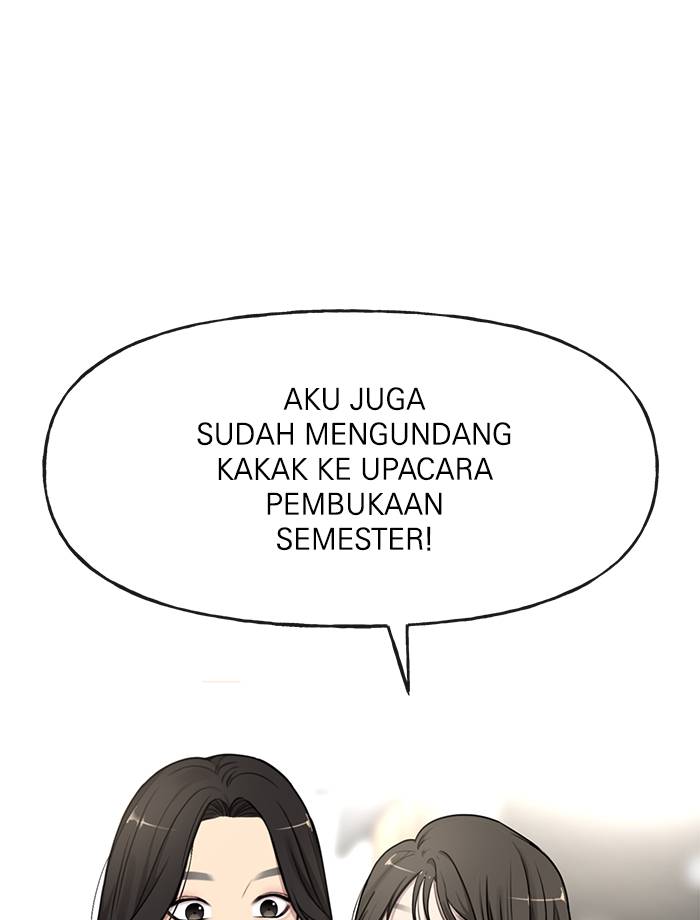 AKU JUGA
SUDAH MENGUNDANG
KAKAK KE UPACARA
PEMBUKAAN
SEMESTER!